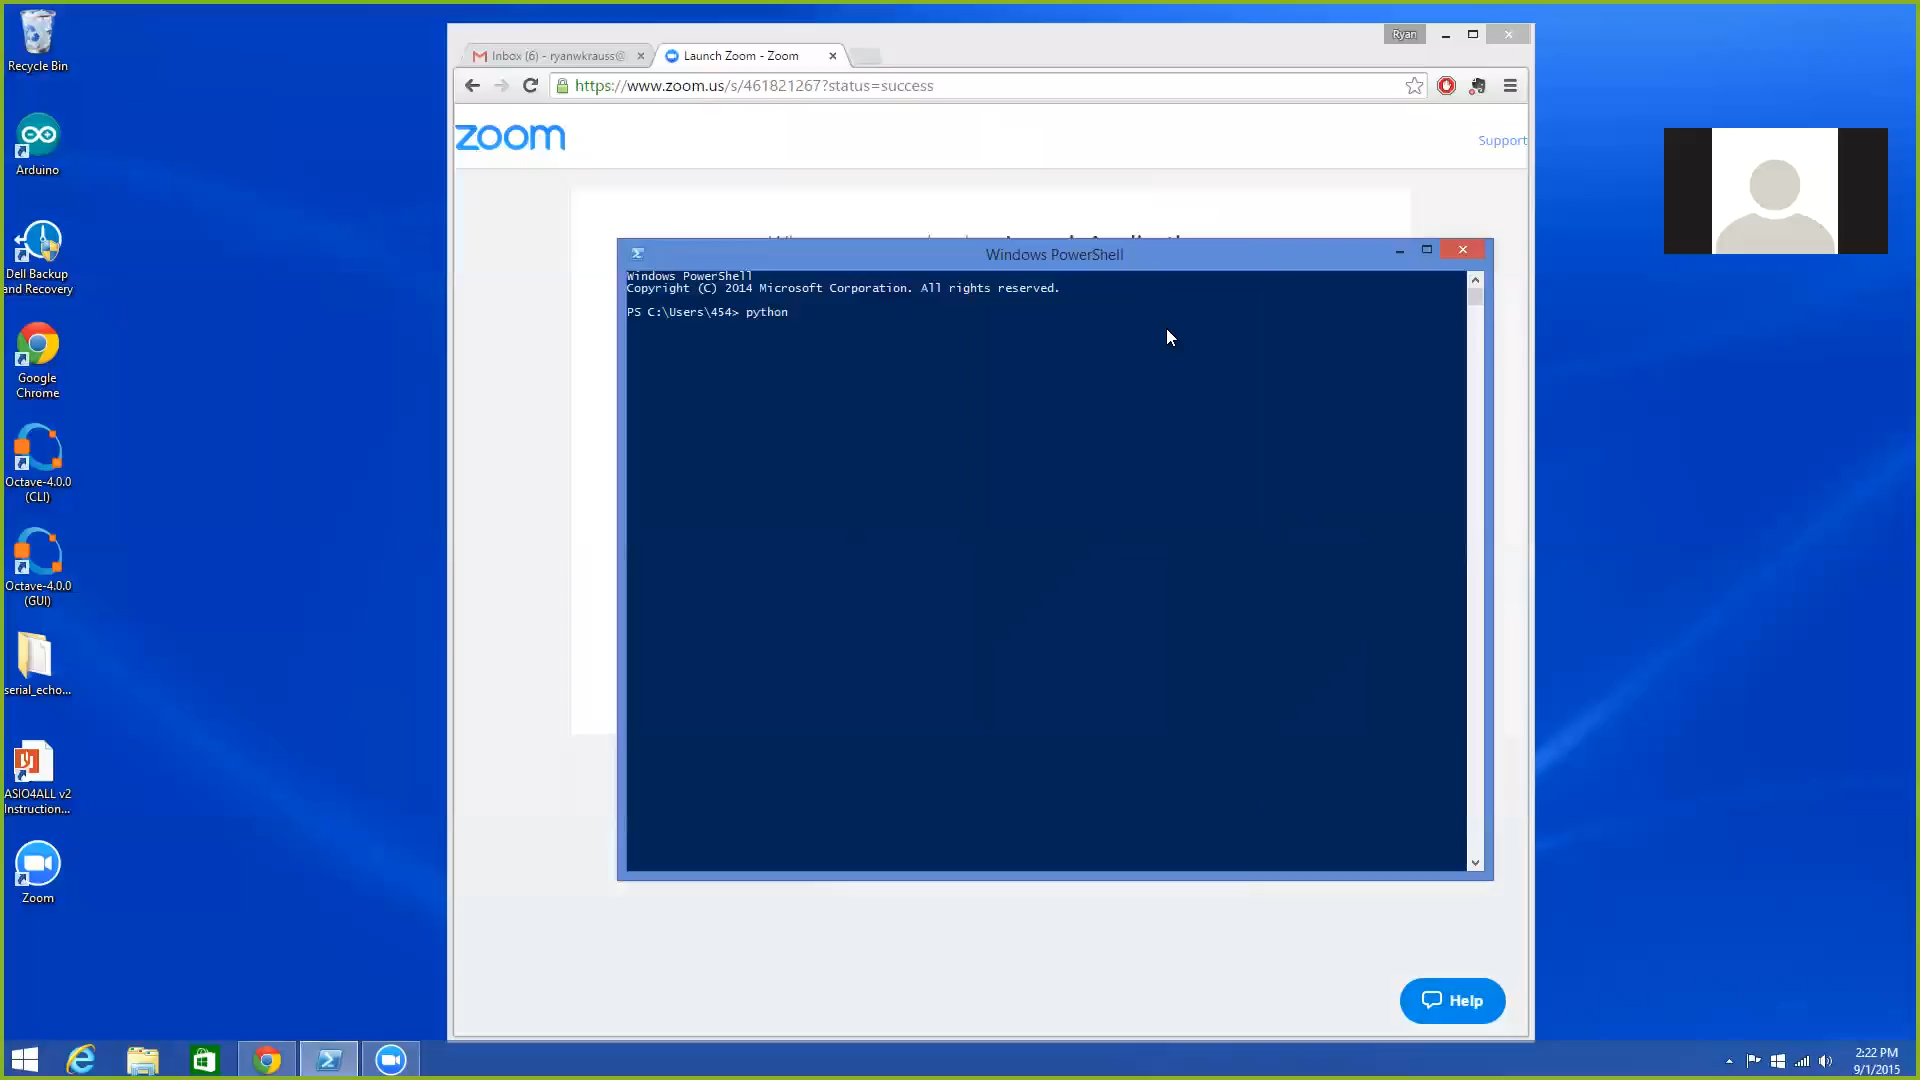 Recycle Bin
Arduino
Dell Backup
and Recovery
Google
Chrome
Octave-4.0.0
(CLI)
Octave-4.0.0
(GUI)
serial_echo...
ASIO4ALL v2
Instruction...
Zoom
Ryan
Inbox (6) - ryanwkrauss@
Launch Zoom - Zoom
https://www.zoom.us/s/461821267?status=success
zoom
Support
Windows PowerShell
Windows PowerShell
Copyright (C) 2014 Microsoft Corporation. All rights reserved.
PS C:\Users\454> python
Help
2:22 PM
9/1/2015